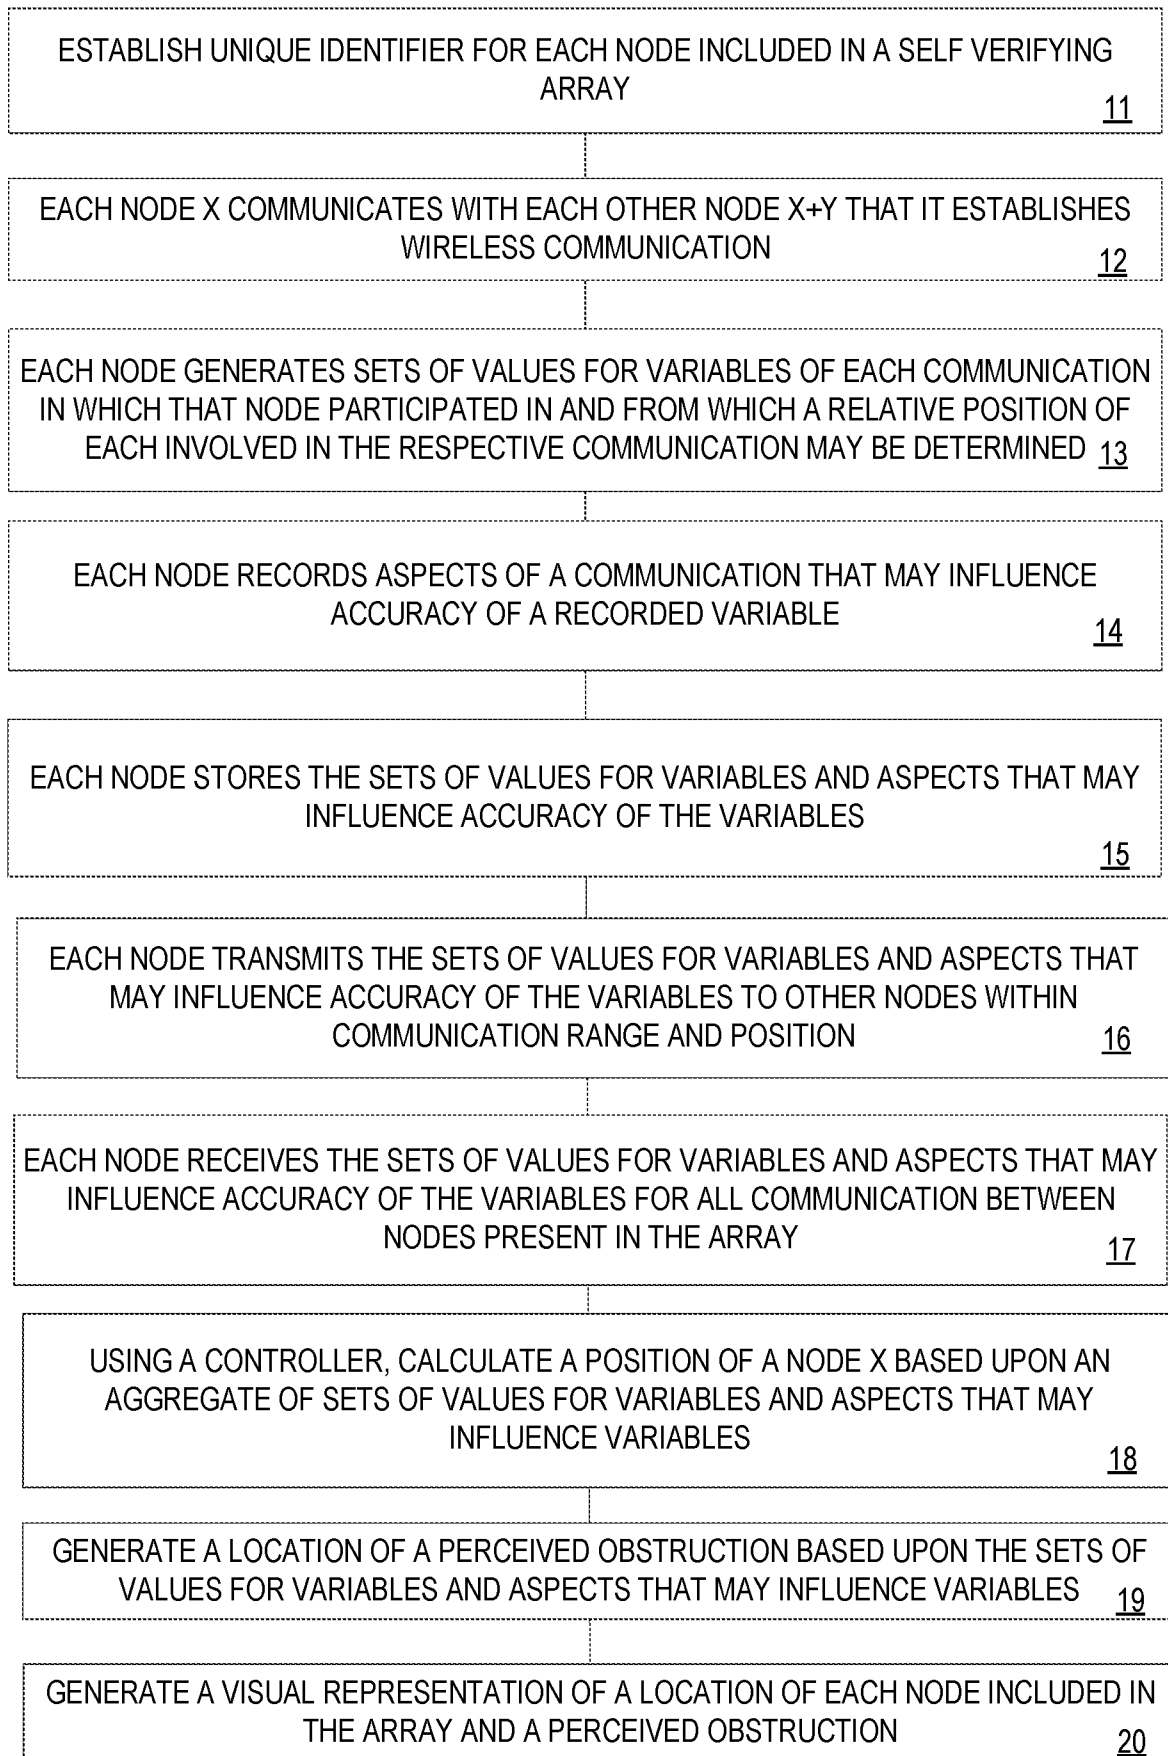 ESTABLISH UNIQUE IDENTIFIER FOR EACH NODE INCLUDED IN A SELF VERIFYING
ARRAY
11
EACH NODE X COMMUNICATES WITH EACH OTHER NODE X+Y THAT IT ESTABLISHES
WIRELESS COMMUNICATION
12
EACH NODE GENERATES SETS OF VALUES FOR VARIABLES OF EACH COMMUNICATION
IN WHICH THAT NODE PARTICIPATED IN AND FROM WHICH A RELATIVE POSITION OF
EACH INVOLVED IN THE RESPECTIVE COMMUNICATION MAY BE DETERMINED 13
EACH NODE RECORDS ASPECTS OF A COMMUNICATION THAT MAY INFLUENCE
ACCURACY OF A RECORDED VARIABLE
14
EACH NODE STORES THE SETS OF VALUES FOR VARIABLES AND ASPECTS THAT MAY
INFLUENCE ACCURACY OF THE VARIABLES
15
EACH NODE TRANSMITS THE SETS OF VALUES FOR VARIABLES AND ASPECTS THAT
MAY INFLUENCE ACCURACY OF THE VARIABLES TO OTHER NODES WITHIN
COMMUNICATION RANGE AND POSITION
16
EACH NODE RECEIVES THE SETS OF VALUES FOR VARIABLES AND ASPECTS THAT MAY
INFLUENCE ACCURACY OF THE VARIABLES FOR ALL COMMUNICATION BETWEEN
NODES PRESENT IN THE ARRAY
17
USING A CONTROLLER, CALCULATE A POSITION OF A NODE X BASED UPON AN
AGGREGATE OF SETS OF VALUES FOR VARIABLES AND ASPECTS THAT MAY
INFLUENCE VARIABLES
18
GENERATE A LOCATION OF A PERCEIVED OBSTRUCTION BASED UPON THE SETS OF
VALUES FOR VARIABLES AND ASPECTS THAT MAY INFLUENCE VARIABLES
19
GENERATE A VISUAL REPRESENTATION OF A LOCATION OF EACH NODE INCLUDED IN
THE ARRAY AND A PERCEIVED OBSTRUCTION
20